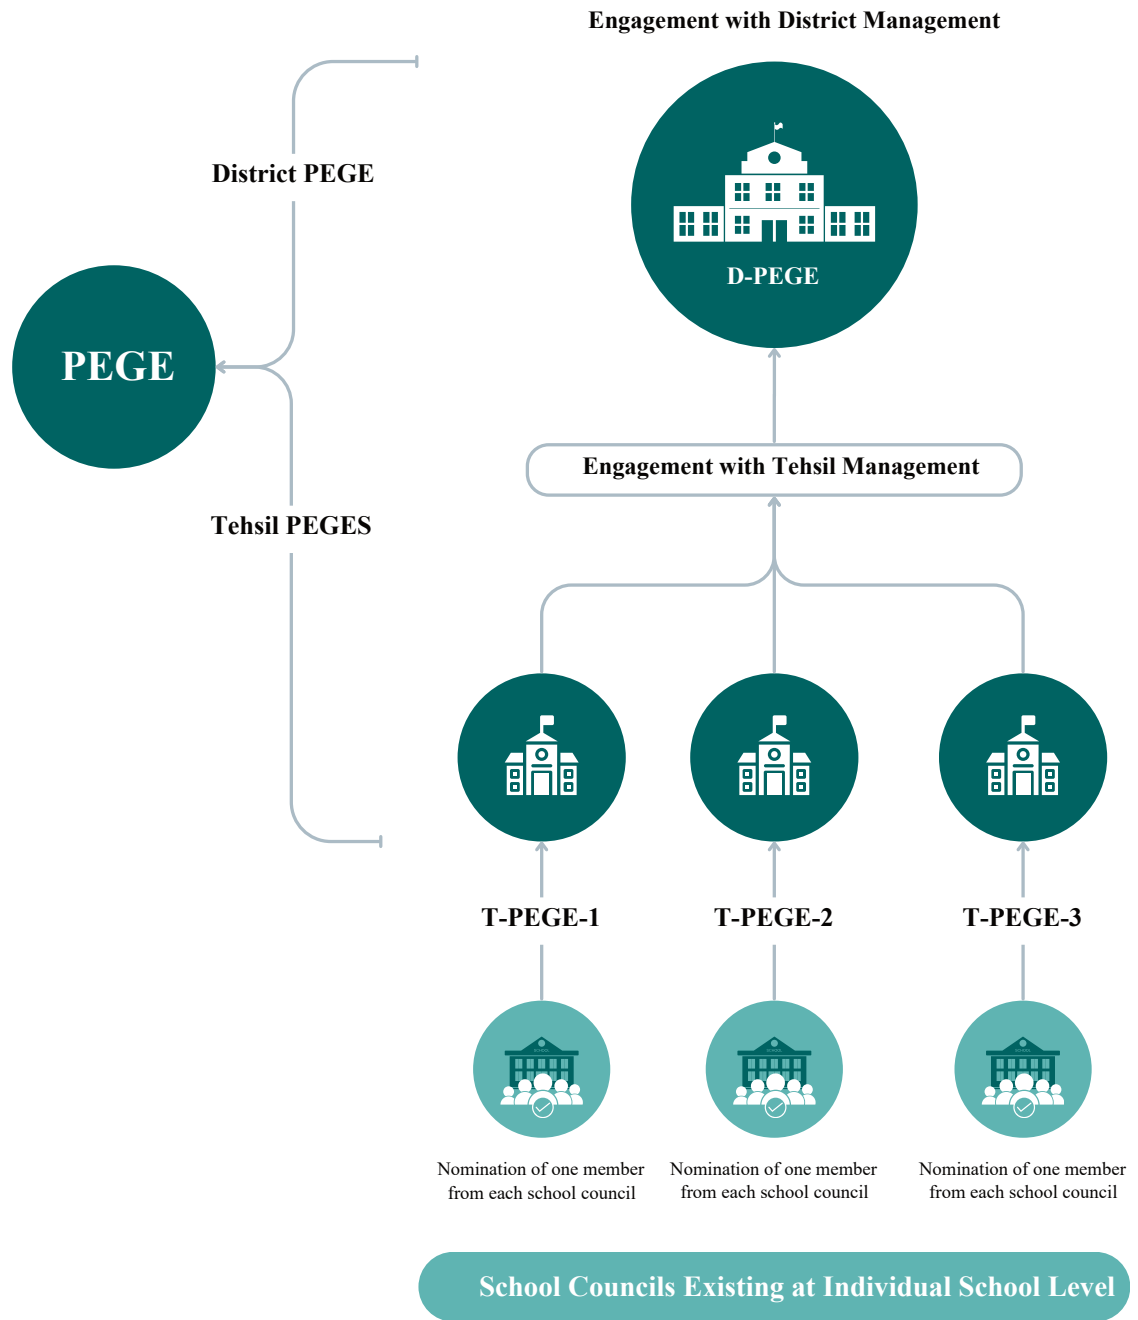 Engagement with District Management
District PEGE
D-PEGE
PEGE
Engagement with Tehsil Management
Tehsil PEGES
T-PEGE-1
T-PEGE-2
T-PEGE-3
Nomination of one member
from each school council
Nomination of one member
from each school council
Nomination of one member
from each school council
School Councils Existing at Individual School Level